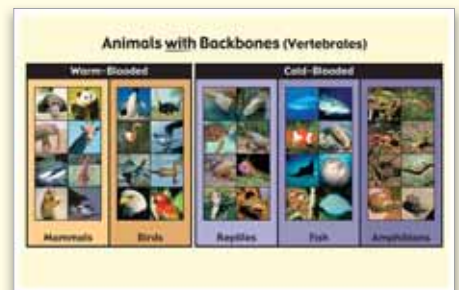 Animals with Backbones (Vertebrates)
Warm-Blooded Cold-Blooded
Mammals Birds Reptiles Fish Amphibians